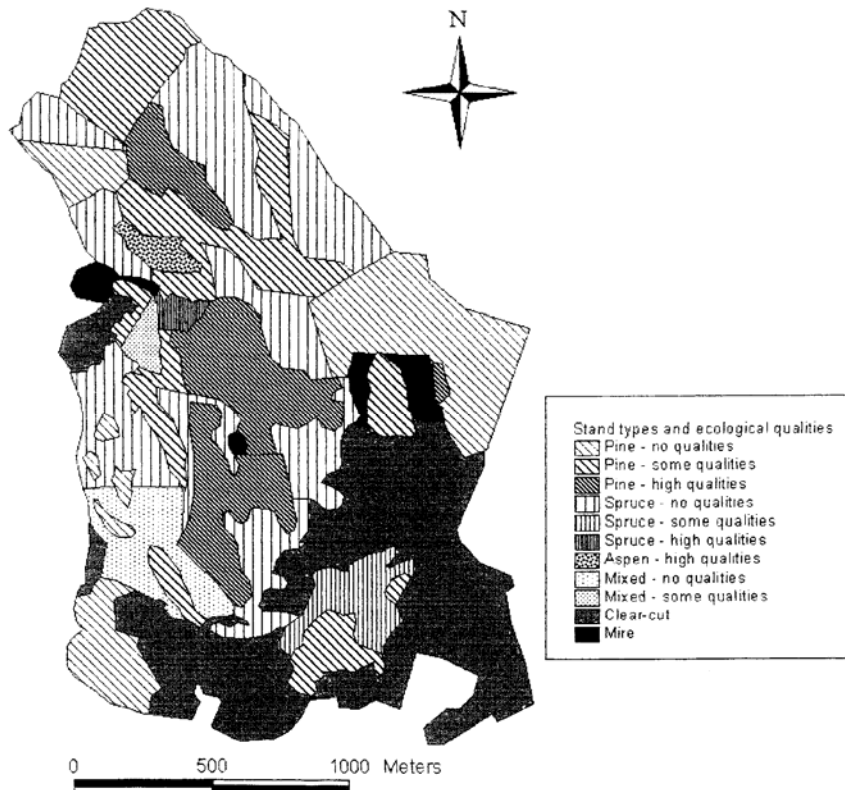 N
Stand types and ecological qualities
Pine - no qualities
Pine - some qualities
Pine - high qualities
Spruce - no qualities
Spruce - some qualities
Spruce - high qualities
Aspen - high qualities
Mixed - no qualities
Mixed - some qualities
Clear-cut
Mire
0 500 1000 Meters